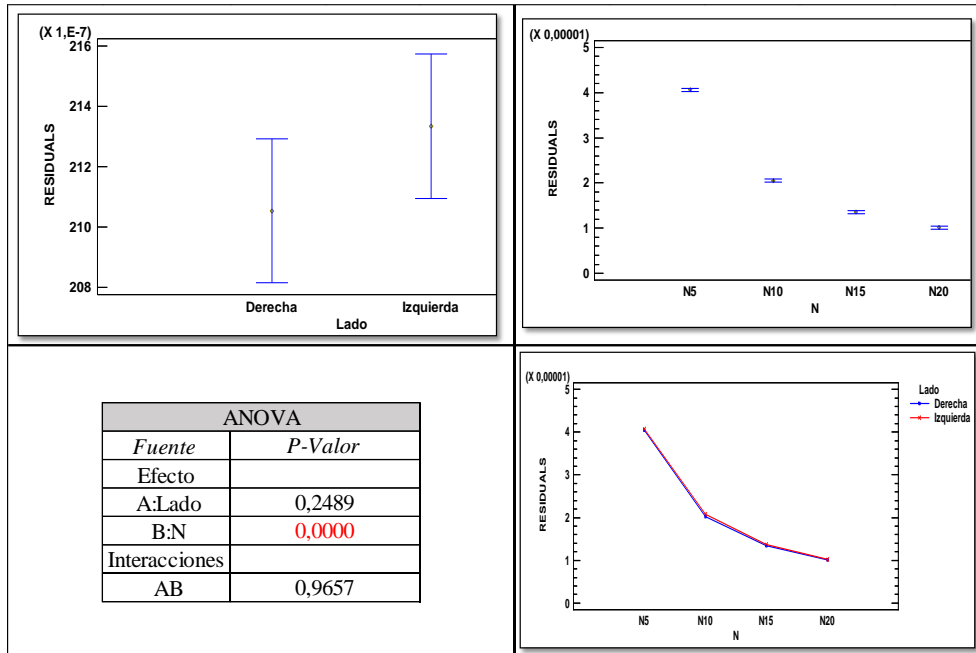 (X 1,E-7)
216
214
212
210
208
RESIDUALS
Derecha Izquierda
Lado
(X 0,00001)
5
4
3
2
1
0
RESIDUALS
N5 N10 N15 N20
N
ANOVA
Fuente P-Valor
Efecto
A:Lado 0,2489
B:N 0,0000
Interacciones
AB 0,9657
(X 0,00001)
5
4
3
2
1
0
RESIDUALS
N5 N10 N15 N20
N
Lado
Derecha
Izquierda